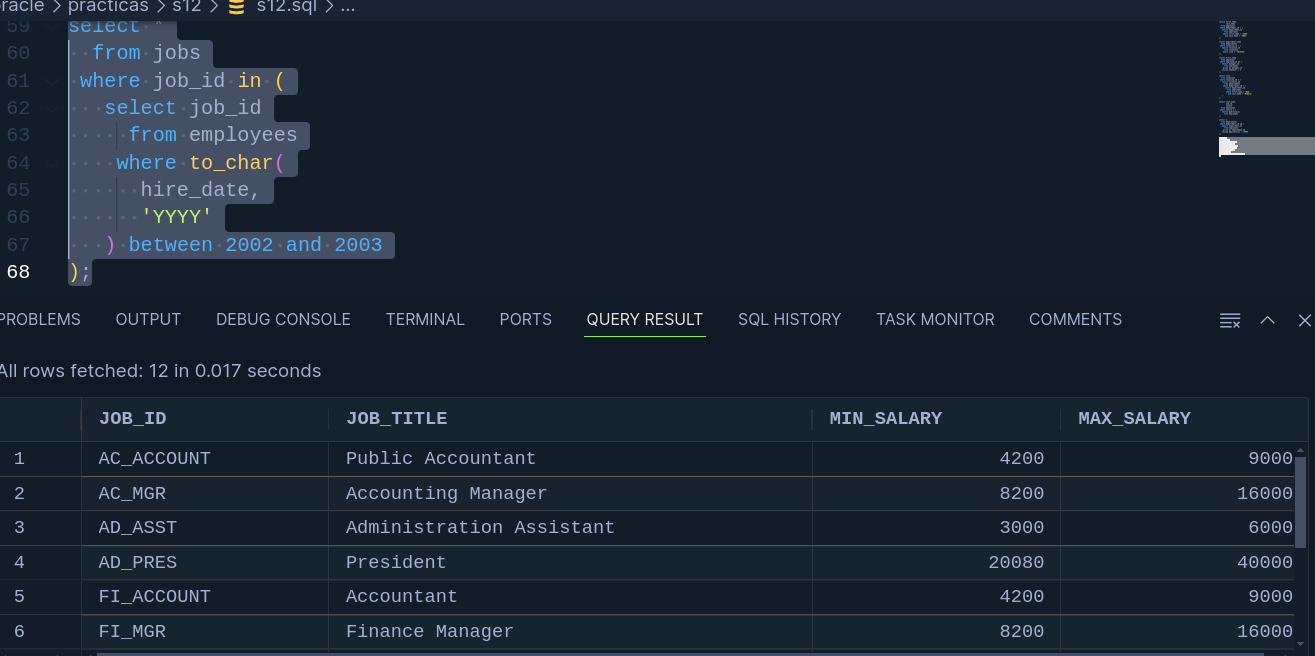 racle > practicas > s12 > s12.sql > ...
59 select *
60 from jobs
61 where job_id in (
62 select job_id
63 from employees
64 where to_char(
65 hire_date,
66 'YYYY'
67 ) between 2002 and 2003
68 );
PROBLEMS OUTPUT DEBUG CONSOLE TERMINAL PORTS QUERY RESULT SQL HISTORY TASK MONITOR COMMENTS
All rows fetched: 12 in 0.017 seconds
JOB_ID JOB_TITLE MIN_SALARY MAX_SALARY
1 AC_ACCOUNT Public Accountant 4200 9000
2 AC_MGR Accounting Manager 8200 16000
3 AD_ASST Administration Assistant 3000 6000
4 AD_PRES President 20080 40000
5 FI_ACCOUNT Accountant 4200 9000
6 FI_MGR Finance Manager 8200 16000